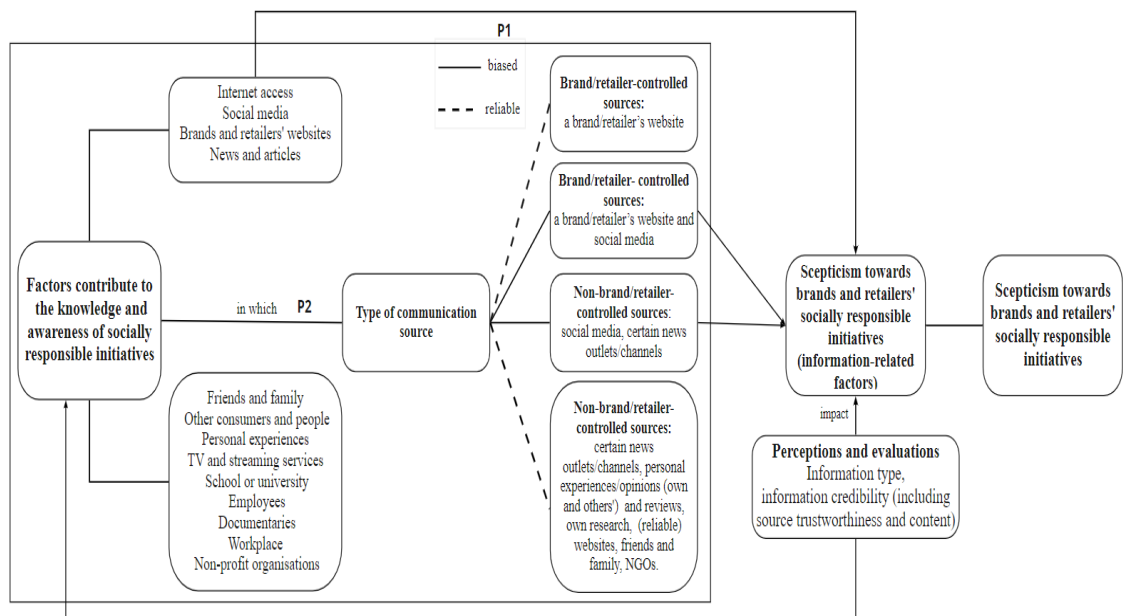 P1
biased
reliable
Internet access
Social media
Brands and retailers' websites
News and articles
Factors contribute to
the knowledge and
awareness of socially
responsible initiatives
in which
P2
Friends and family
Other consumers and people
Personal experiences
TV and streaming services
School or university
Employees
Documentaries
Workplace
Non-profit organisations
Type of communication
source
Brand/retailer-controlled
sources:
a brand/retailer’s website
Brand/retailer- controlled
sources:
a brand/retailer’s website and
social media
Non-brand/retailer-
controlled sources:
social media, certain news
outlets/channels
Non-brand/retailer-
controlled sources:
certain news
outlets/channels, personal
experiences/opinions (own
and others') and reviews,
own research, (reliable)
websites, friends and
family, NGOs.
Scepticism towards
brands and retailers'
socially responsible
initiatives
(information-related
factors)
impact
Perceptions and evaluations
Information type,
information credibility (including
source trustworthiness and content)
Scepticism towards
brands and retailers'
socially responsible
initiatives